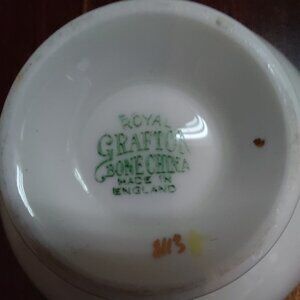 ROYAL
GRAFTON
BONE CHINA
MADE IN
ENGLAND